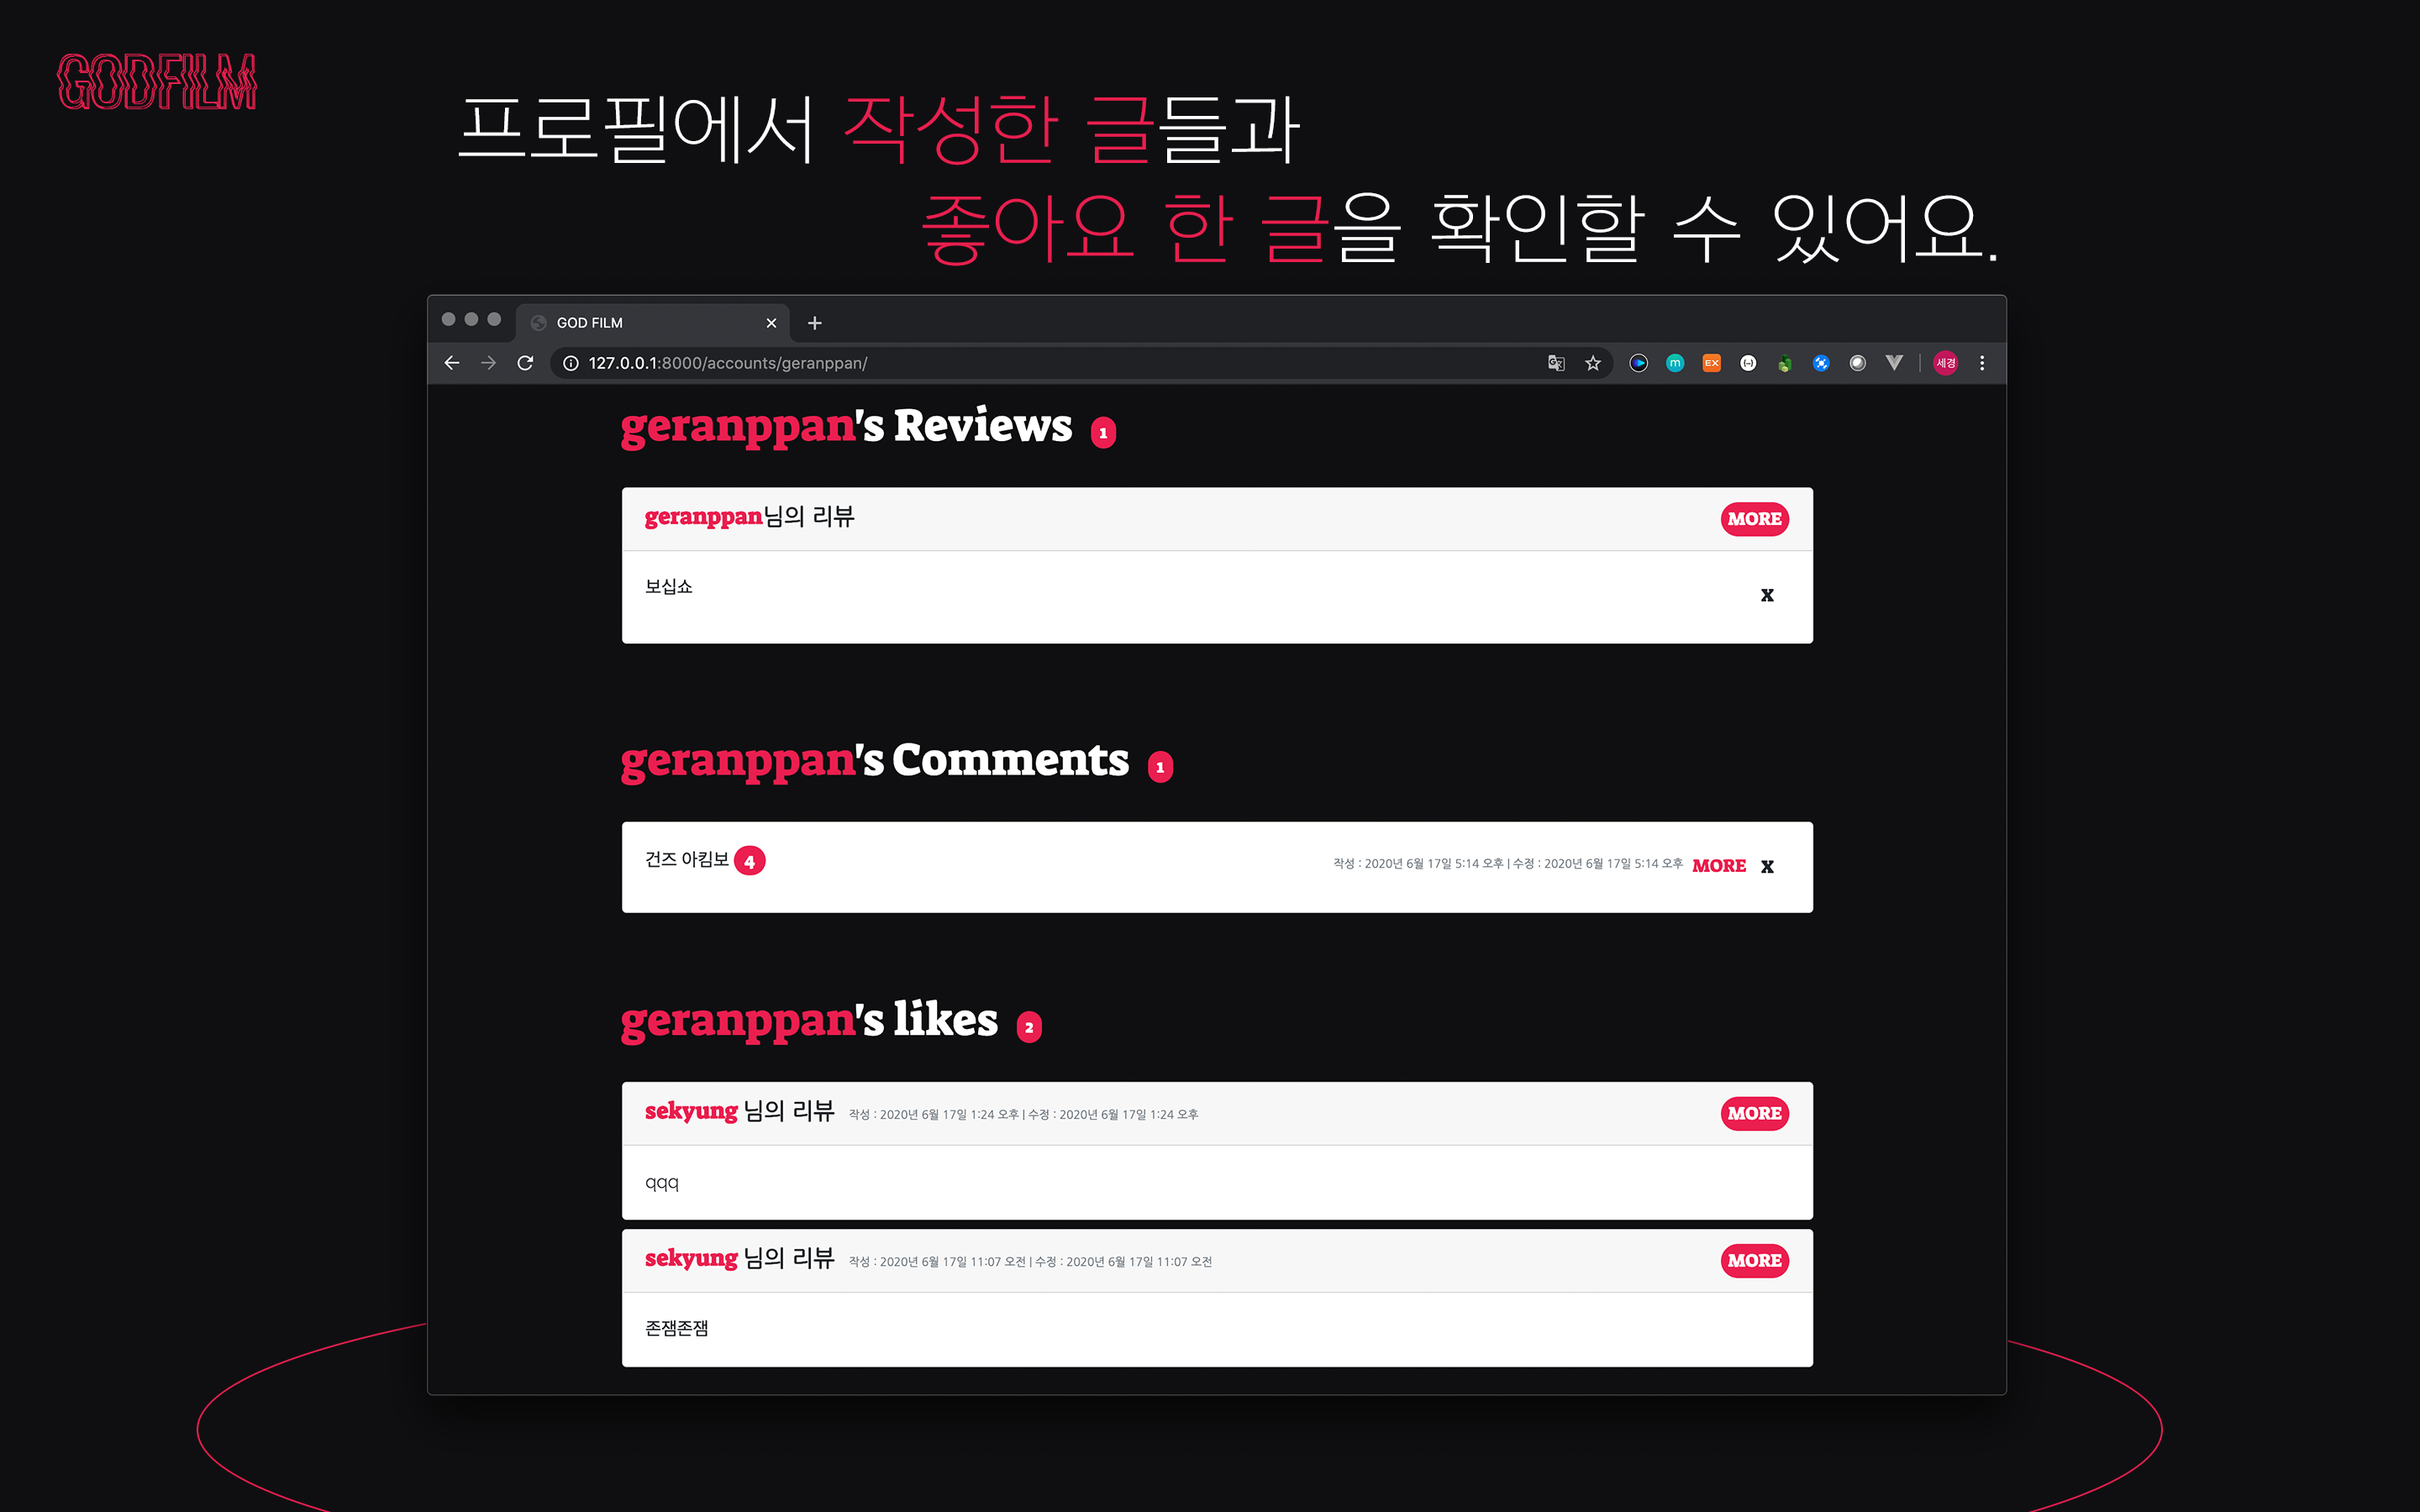 GODFILM
프로필에서 작성한 글들과
좋아요 한 글을 확인할 수 있어요.
GOD FILM
127.0.0.1:8000/accounts/geranppan/
m
EX
세경
geranppan's Reviews 1
geranppan님의 리뷰 MORE
보십쇼 x
geranppan's Comments 1
건즈 아킴보 4 작성 : 2020년 6월 17일 5:14 오후 | 수정 : 2020년 6월 17일 5:14 오후 MORE x
geranppan's likes 2
sekyung 님의 리뷰 작성 : 2020년 6월 17일 1:24 오후 | 수정 : 2020년 6월 17일 1:24 오후 MORE
qqq
sekyung 님의 리뷰 작성 : 2020년 6월 17일 11:07 오전 | 수정 : 2020년 6월 17일 11:07 오전 MORE
존잼존잼